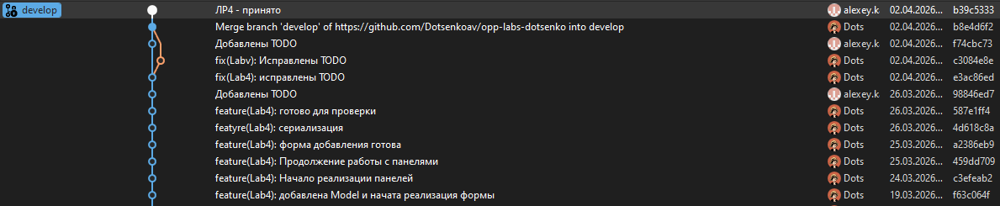 develop ЛР4 - принято alexey.k 02.04.2026... b39c5333
Merge branch 'develop' of https://github.com/Dotsenkoav/opp-labs-dotsenko into develop Dots 02.04.2026... b8e4d6f2
Добавлены TODO alexey.k 02.04.2026... f74cbc73
fix(Labv): Исправлены TODO Dots 02.04.2026... c3084e8e
fix(Lab4): исправлены TODO Dots 02.04.2026... e3ac86ed
Добавлены TODO alexey.k 26.03.2026... 98846ed7
feature(Lab4): готово для проверки Dots 26.03.2026... 587e1ff4
featyre(Lab4): сериализация Dots 26.03.2026... 4d618c8a
feature(Lab4): форма добавления готова Dots 25.03.2026... a2386eb9
feature(Lab4): Продолжение работы с панелями Dots 25.03.2026... 459dd709
feature(Lab4): Начало реализации панелей Dots 24.03.2026... c3efeab2
feature(Lab4): добавлена Model и начата реализация формы Dots 19.03.2026... f63c064f